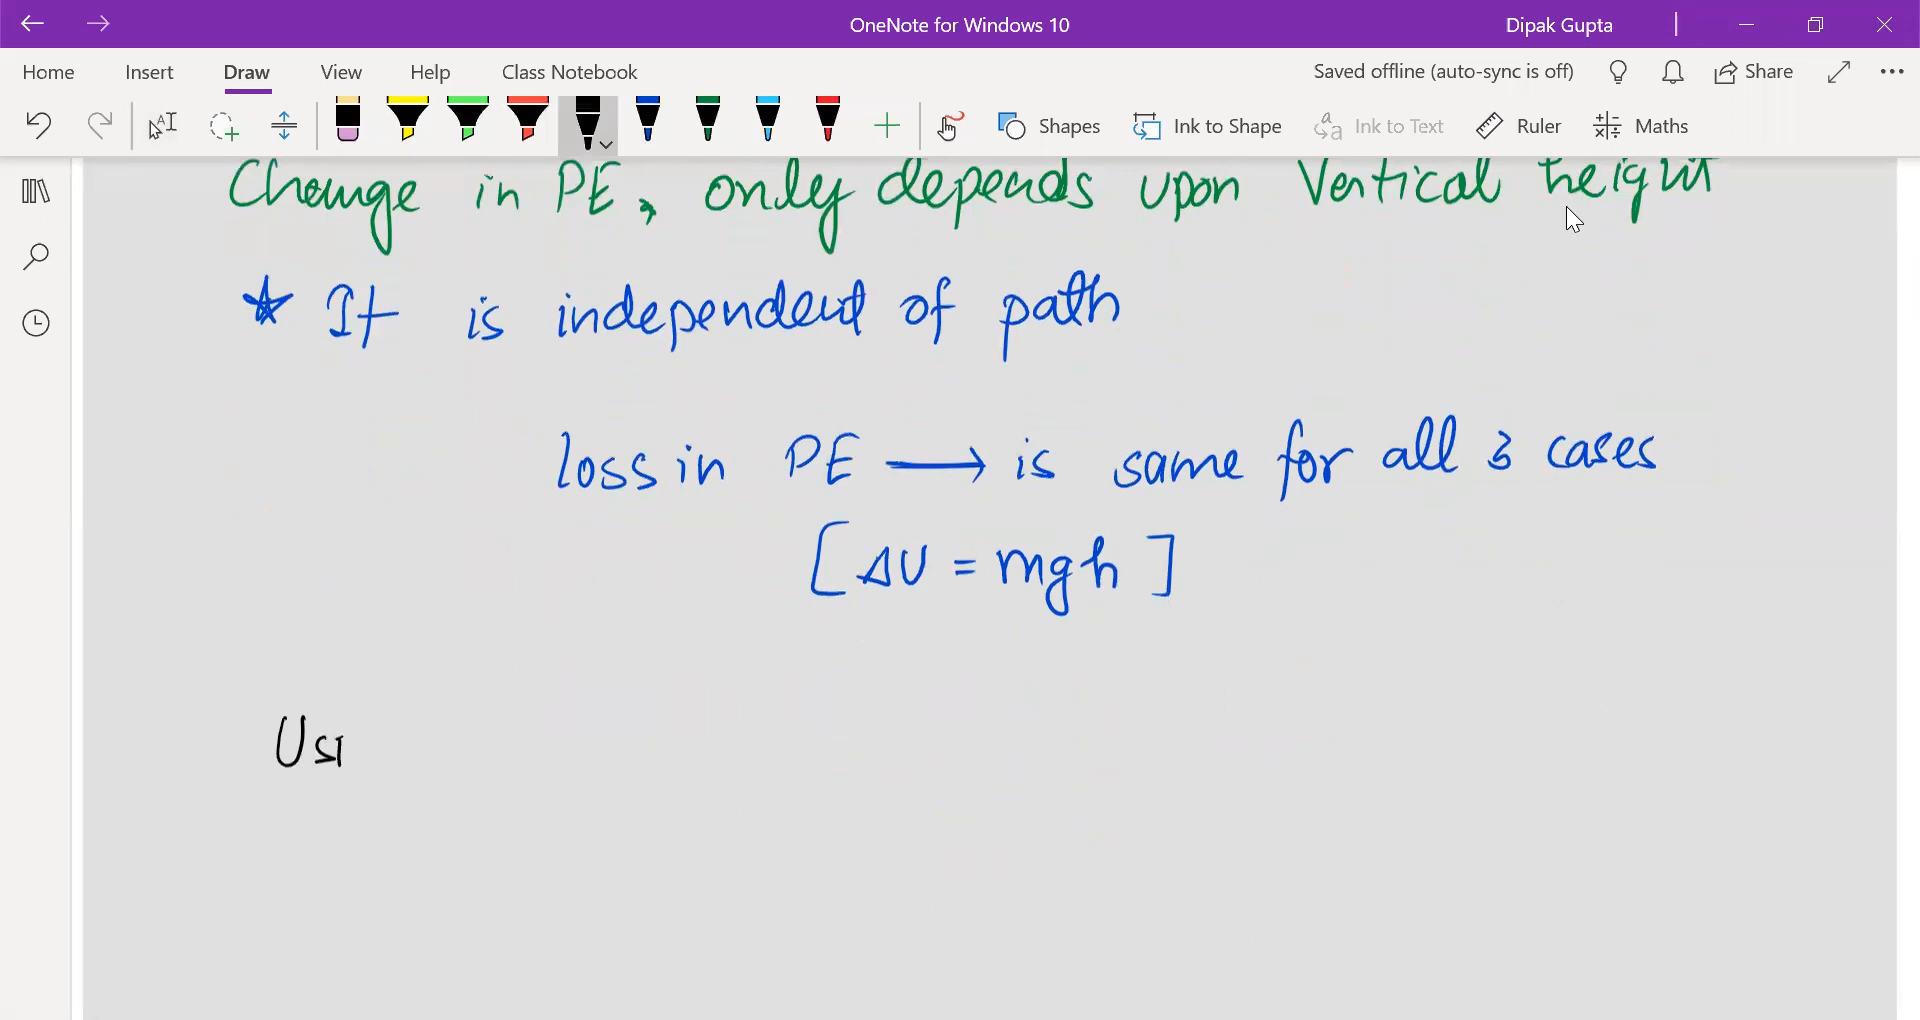 OneNote for Windows 10
Dipak Gupta
Home Insert Draw View Help Class Notebook
Saved offline (auto-sync is off) Share
Shapes Ink to Shape Ink to Text Ruler Maths
Change in PE, only depends upon Vertical height
* It is independent of path
loss in PE → is same for all 3 cases
[ΔU = mgh]
Usi